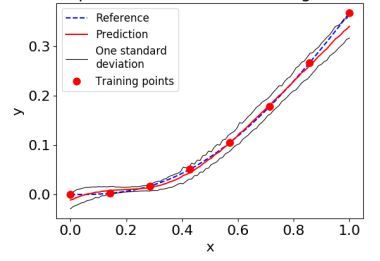 Reference
Prediction
One standard
deviation
Training points
y
0.3
0.2
0.1
0.0
0.0 0.2 0.4 0.6 0.8 1.0
x